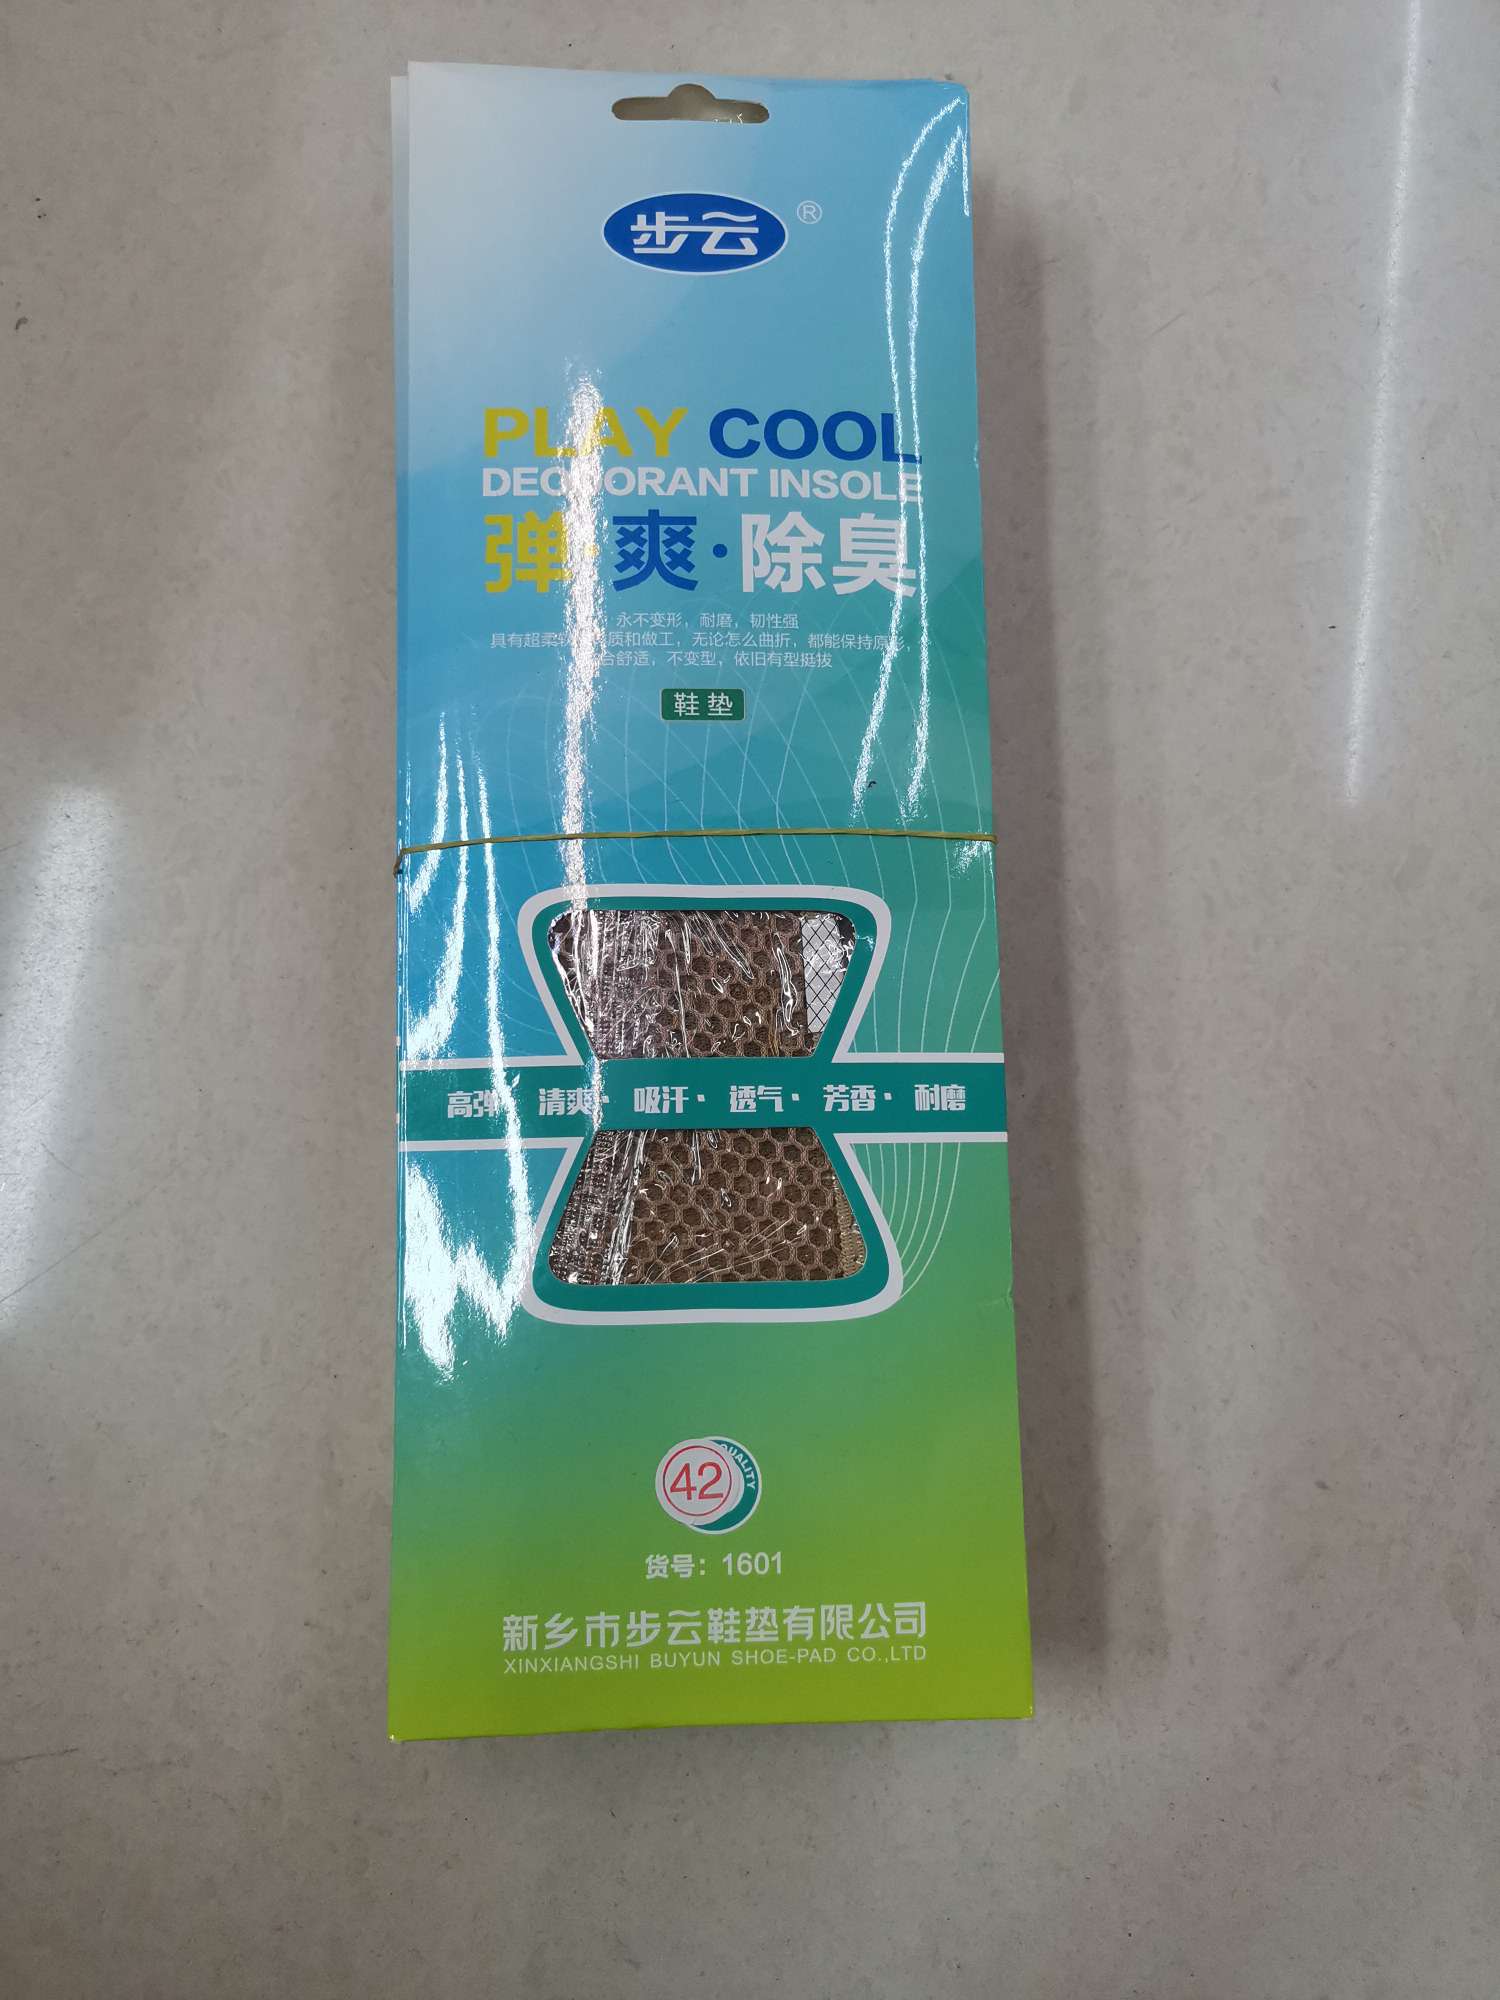 步云®
PLAY COOL
DEODORANT INSOLE
弹·爽·除臭
永不变形，耐磨，韧性强
具有超柔 质和做工，无论怎么曲折，都能保持原形，
合舒适，不变型，依旧有型挺拔
鞋垫
高弹· 清爽· 吸汗· 透气· 芳香· 耐磨
42
QUALITY
货号：1601
新乡市步云鞋垫有限公司
XINXIANGSHI BUYUN SHOE-PAD CO.,LTD